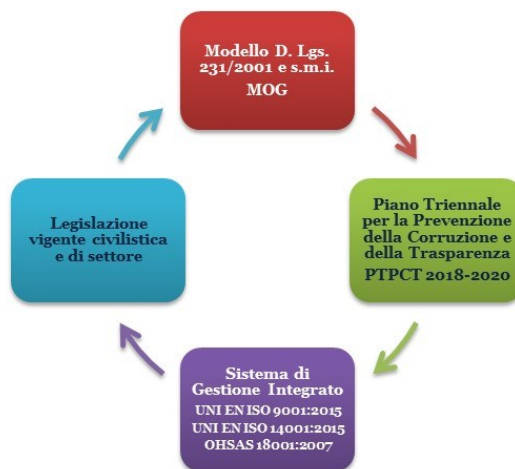 Modello D. Lgs.
231/2001 e s.m.i.
MOG
Piano Triennale
per la Prevenzione
della Corruzione e
della Trasparenza
PTPCT 2018-2020
Sistema di
Gestione Integrato
UNI EN ISO 9001:2015
UNI EN ISO 14001:2015
OHSAS 18001:2007
Legislazione
vigente civilistica
e di settore